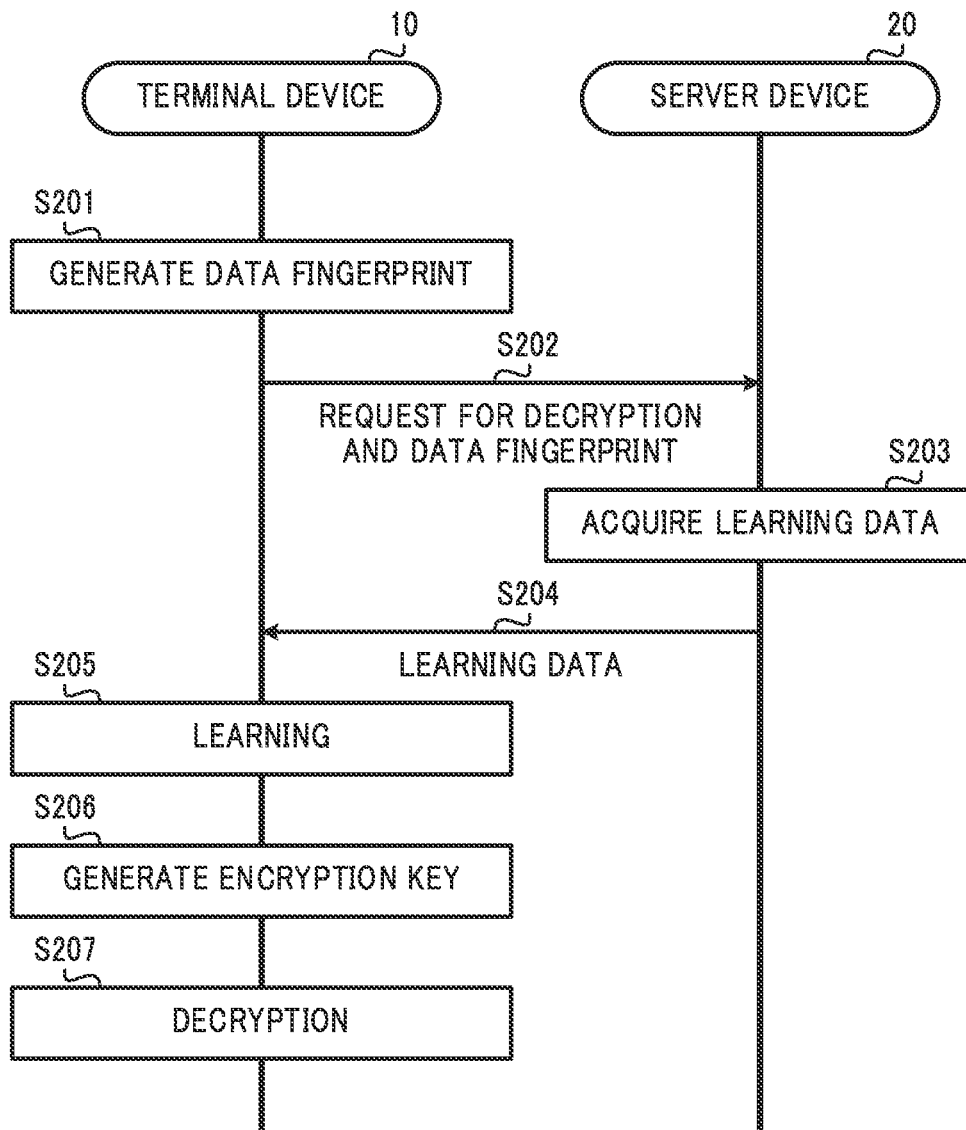 10
20
TERMINAL DEVICE
SERVER DEVICE
S201
GENERATE DATA FINGERPRINT
S202
REQUEST FOR DECRYPTION
AND DATA FINGERPRINT
S203
ACQUIRE LEARNING DATA
S204
LEARNING DATA
S205
LEARNING
S206
GENERATE ENCRYPTION KEY
S207
DECRYPTION